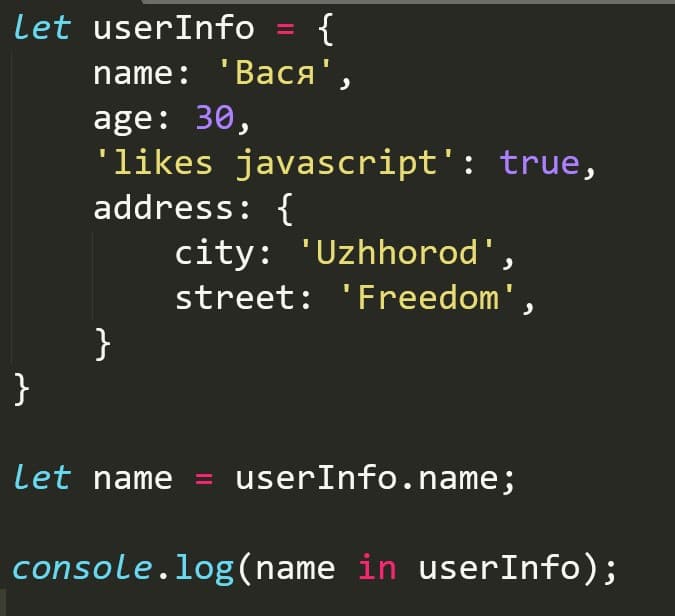 let userInfo = {
    name: 'Вася',
    age: 30,
    'likes javascript': true,
    address: {
        city: 'Uzhhorod',
        street: 'Freedom',
    }
}

let name = userInfo.name;

console.log(name in userInfo);